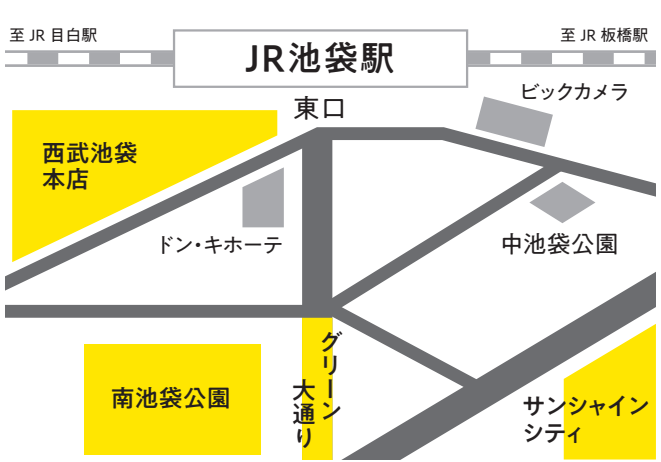 至 JR 目白駅
JR池袋駅
至 JR 板橋駅
東口
ビックカメラ
西武池袋
本店
ドン・キホーテ
中池袋公園
南池袋公園
グリーン
大通り
サンシャイン
シティ